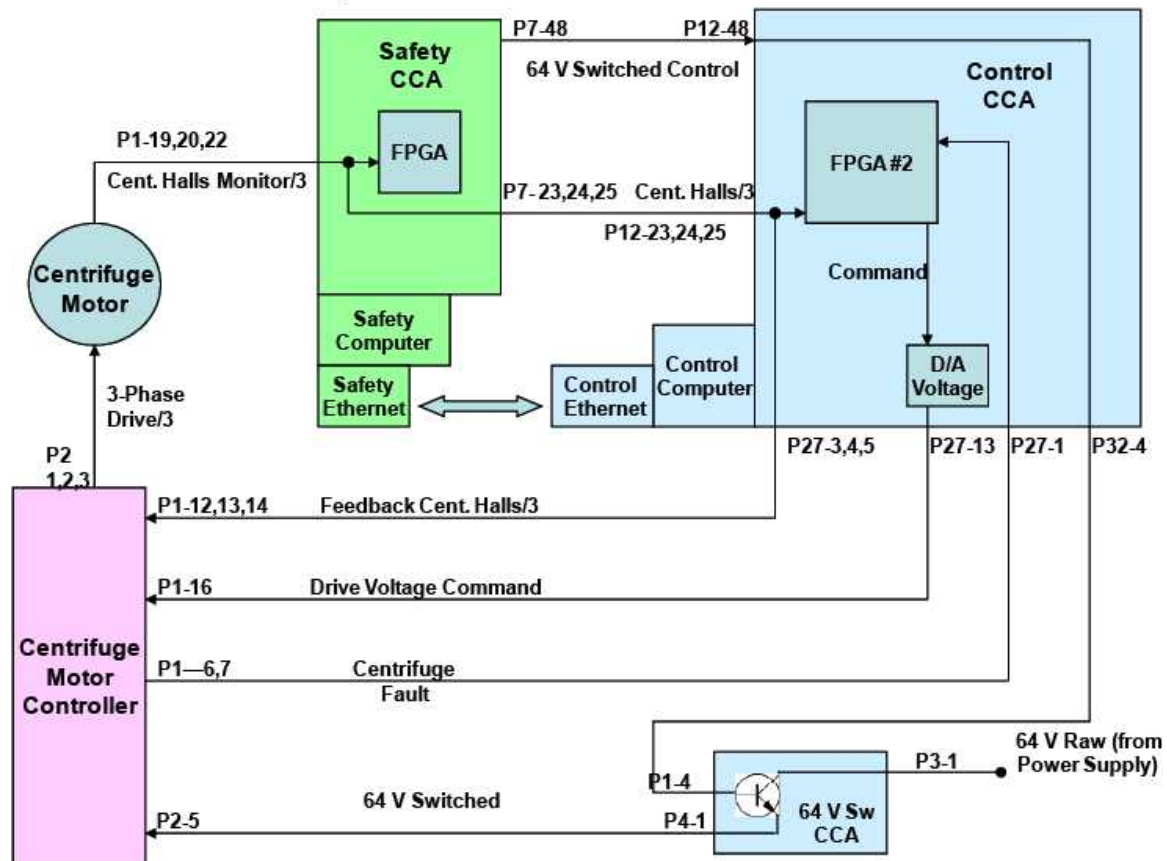 P7-48
P12-48
Safety
CCA
64 V Switched Control
Control
CCA
P1-19,20,22
FPGA
FPGA #2
Cent. Halls Monitor/3
P7- 23,24,25
Cent. Halls/3
P12-23,24,25
Centrifuge
Motor
Command
Safety
Computer
D/A
Voltage
Control
Computer
Safety
Ethernet
Control
Ethernet
3-Phase
Drive/3
P27-3,4,5
P27-13
P27-1
P32-4
P2
1,2,3
P1-12,13,14
Feedback Cent. Halls/3
P1-16
Drive Voltage Command
Centrifuge
Motor
Controller
P1—6,7
Centrifuge
Fault
64 V Raw (from
Power Supply)
P3-1
P1-4
64 V Switched
P2-5
P4-1
64 V Sw
CCA